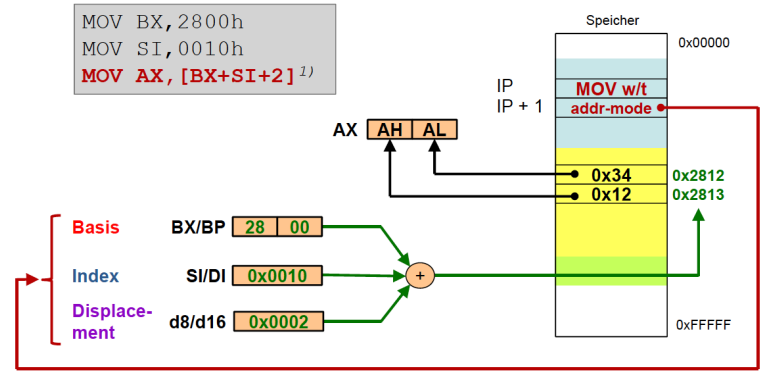 MOV BX,2800h
MOV SI,0010h
MOV AX,[BX+SI+2]¹⁾
Speicher
0x00000
IP
MOV w/t
IP + 1
addr-mode
AX
AH
AL
0x34
0x2812
0x12
0x2813
Basis
BX/BP
28
00
Index
SI/DI
0x0010
+
Displace-
ment
d8/d16
0x0002
0xFFFFF